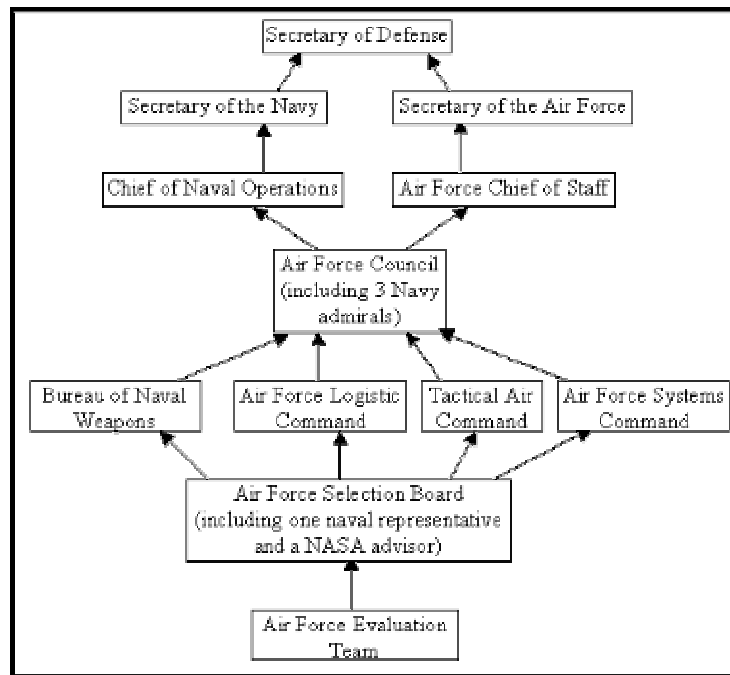 Secretary of Defense
Secretary of the Navy
Secretary of the Air Force
Chief of Naval Operations
Air Force Chief of Staff
Air Force Council
(including 3 Navy
admirals)
Bureau of Naval
Weapons
Air Force Logistic
Command
Tactical Air
Command
Air Force Systems
Command
Air Force Selection Board
(including one naval representative
and a NASA advisor)
Air Force Evaluation
Team